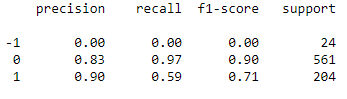 precision recall f1-score support
-1 0.00 0.00 0.00 24
0 0.83 0.97 0.90 561
1 0.90 0.59 0.71 204